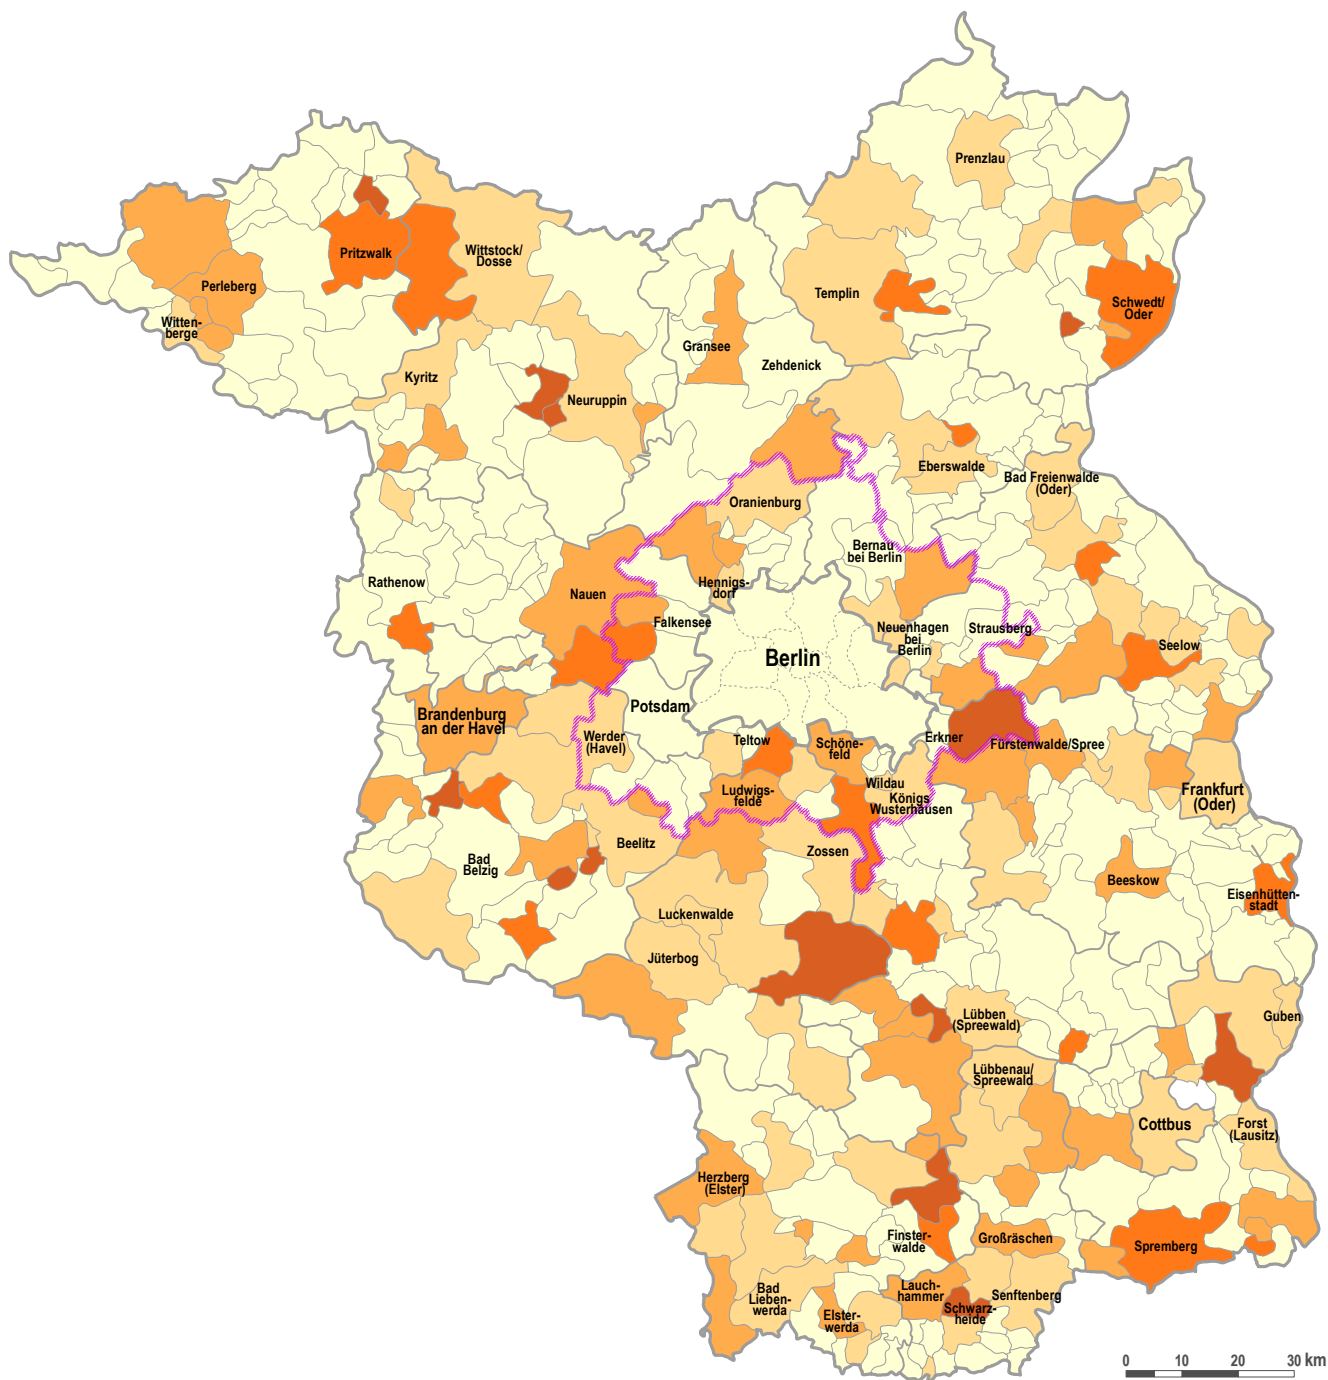 Prenzlau
Pritzwalk
Wittstock/
Dosse
Perleberg
Templin
Schwedt/
Oder
Witten-
berge
Gransee
Zehdenick
Kyritz
Neuruppin
Eberswalde
Bad Freienwalde
(Oder)
Oranienburg
Bernau
bei Berlin
Rathenow
Nauen
Hennigs-
dorf
Falkensee
Neuenhagen
bei
Berlin
Strausberg
Seelow
Berlin
Potsdam
Brandenburg
an der Havel
Werder
(Havel)
Teltow
Schöne-
feld
Erkner
Fürstenwalde/Spree
Ludwigs-
felde
Wildau
Königs
Wusterhausen
Frankfurt
(Oder)
Beelitz
Zossen
Bad
Belzig
Beeskow
Eisenhütten-
stadt
Luckenwalde
Jüterbog
Lübben
(Spreewald)
Guben
Lübbenau/
Spreewald
Cottbus
Forst
(Lausitz)
Herzberg
(Elster)
Finster-
walde
Großräschen
Spremberg
Bad
Lieben-
werda
Lauch-
hammer
Senftenberg
Schwarz-
heide
Elster-
werda
0 10 20 30 km